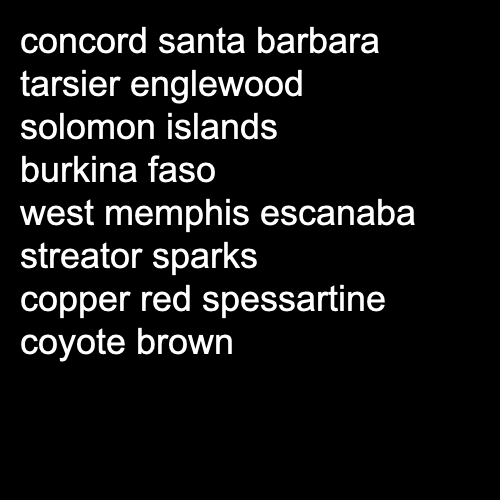 concord santa barbara
tarsier englewood
solomon islands
burkina faso
west memphis escanaba
streator sparks
copper red spessartine
coyote brown